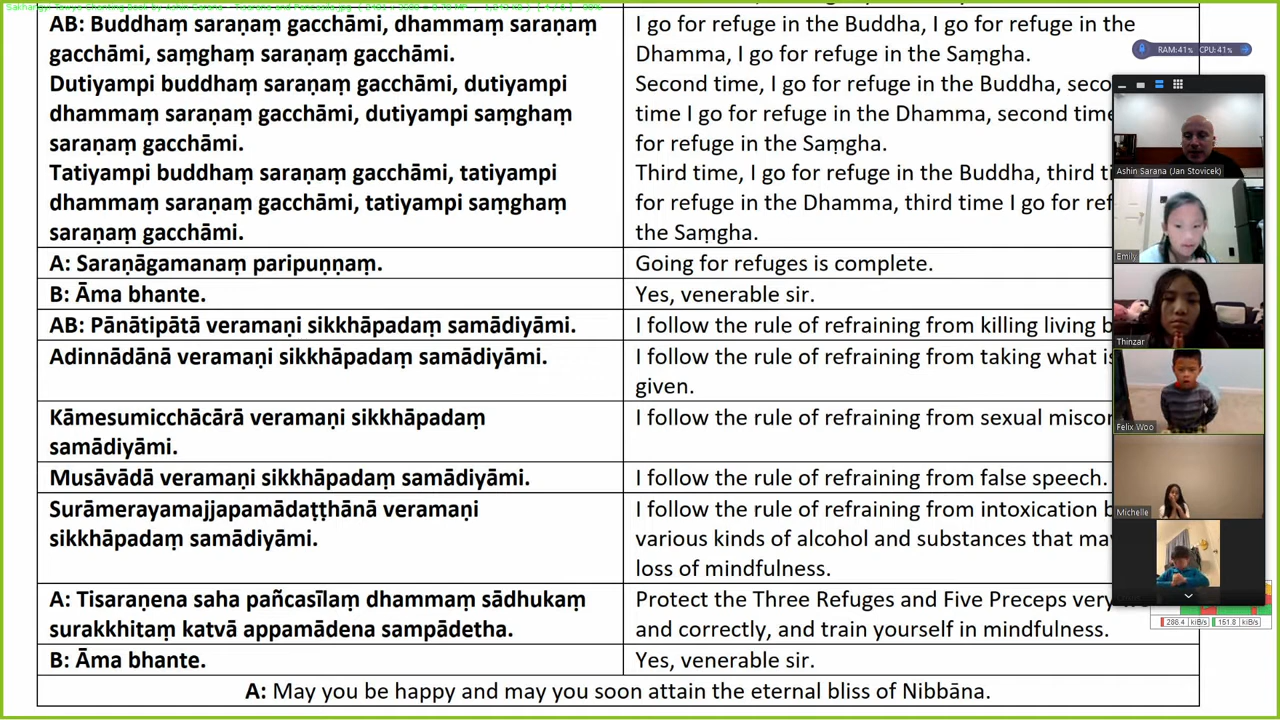 AB: Buddhaṃ saraṇaṃ gacchāmi, dhammaṃ saraṇaṃ
gacchāmi, saṃghaṃ saraṇaṃ gacchāmi.
Dutiyampi buddhaṃ saraṇaṃ gacchāmi, dutiyampi
dhammaṃ saraṇaṃ gacchāmi, dutiyampi saṃghaṃ
saraṇaṃ gacchāmi.
Tatiyampi buddhaṃ saraṇaṃ gacchāmi, tatiyampi
dhammaṃ saraṇaṃ gacchāmi, tatiyampi saṃghaṃ
saraṇaṃ gacchāmi.
I go for refuge in the Buddha, I go for refuge in the
Dhamma, I go for refuge in the Saṃgha.
Second time, I go for refuge in the Buddha, seco
time I go for refuge in the Dhamma, second time
for refuge in the Saṃgha.
Third time, I go for refuge in the Buddha, third ti
for refuge in the Dhamma, third time I go for ref
the Saṃgha.
A: Saraṇāgamanaṃ paripuṇṇaṃ.
Going for refuges is complete.
B: Āma bhante.
Yes, venerable sir.
AB: Pānātipātā veramaṇi sikkhāpadaṃ samādiyāmi.
I follow the rule of refraining from killing living b
Adinnādānā veramaṇi sikkhāpadaṃ samādiyāmi.
I follow the rule of refraining from taking what is
given.
Kāmesumicchācārā veramaṇi sikkhāpadaṃ
samādiyāmi.
I follow the rule of refraining from sexual miscon
Musāvādā veramaṇi sikkhāpadaṃ samādiyāmi.
I follow the rule of refraining from false speech.
Surāmerayamajjapamādaṭṭhānā veramaṇi
sikkhāpadaṃ samādiyāmi.
I follow the rule of refraining from intoxication b
various kinds of alcohol and substances that may
loss of mindfulness.
A: Tisaraṇena saha pañcasīlaṃ dhammaṃ sādhukaṃ
surakkhitaṃ katvā appamādena sampādetha.
Protect the Three Refuges and Five Precepts very
and correctly, and train yourself in mindfulness.
B: Āma bhante.
Yes, venerable sir.
A: May you be happy and may you soon attain the eternal bliss of Nibbāna.
RAM:41% CPU:41%
Ashin Sarana (Jan Stovicek)
Emily
Thinzar
Felix Woo
Michelle
286.4 kiB/s 151.8 kiB/s